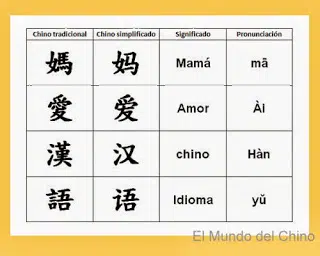 Chino tradicional Chino simplificado Significado Pronunciación
媽 妈 Mamá mā
愛 爱 Amor Ài
漢 汉 chino Hàn
語 语 Idioma yǔ
El Mundo del Chino